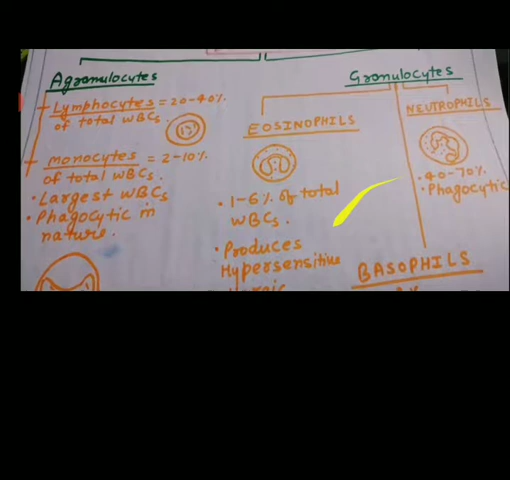 Agranulocytes
Lymphocytes = 20-40%
of total WBCs.
Monocytes = 2-10%
of total WBCs.
• Largest WBCs
• Phagocytic in
nature.
Granulocytes
EOSINOPHILS
• 1-6% of total
WBCs.
• Produces
Hypersensitive
NEUTROPHILS
• 40-70%
• Phagocytic
BASOPHILS